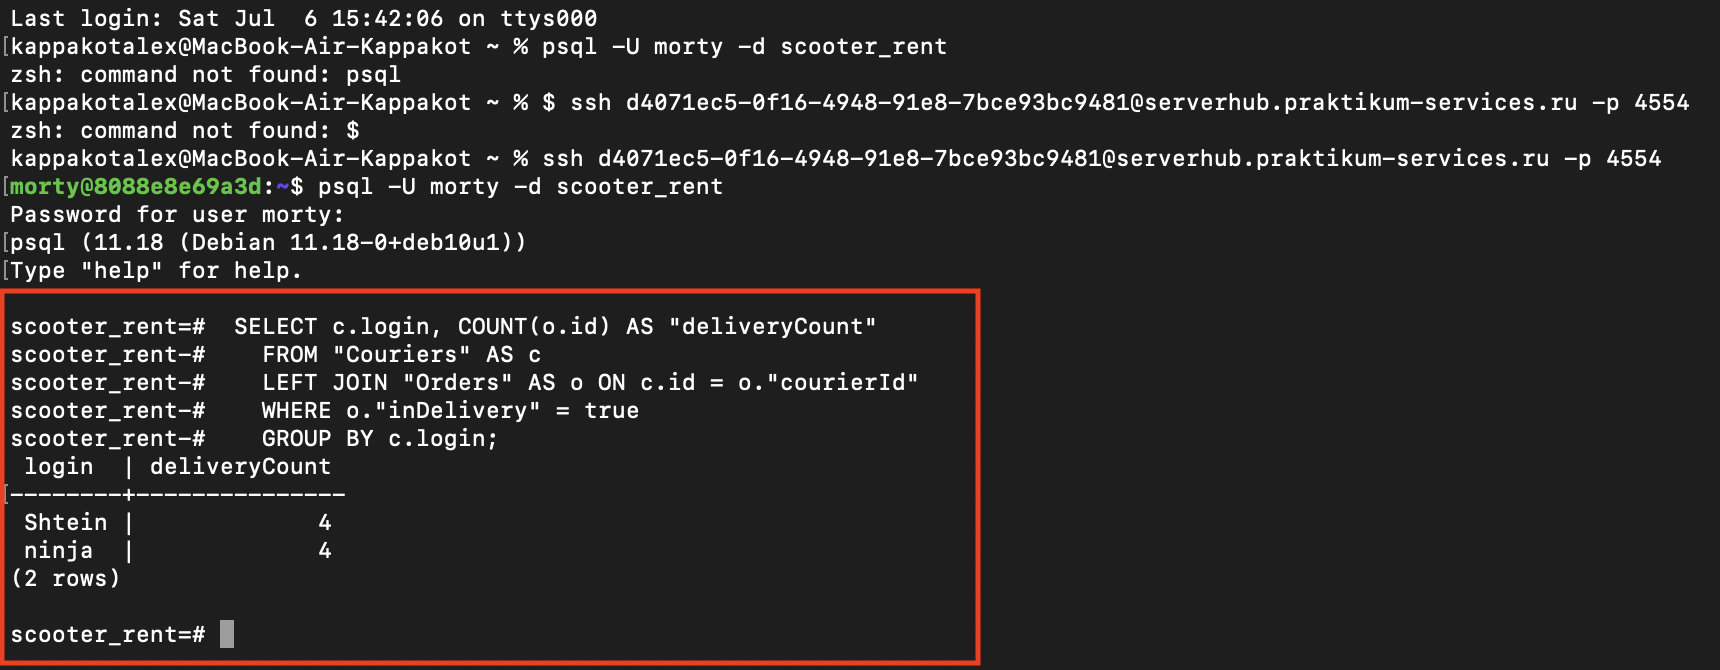 Last login: Sat Jul  6 15:42:06 on ttys000
[kappakotalex@MacBook-Air-Kappakot ~ % psql -U morty -d scooter_rent
zsh: command not found: psql
[kappakotalex@MacBook-Air-Kappakot ~ % $ ssh d4071ec5-0f16-4948-91e8-7bce93bc9481@serverhub.praktikum-services.ru -p 4554
zsh: command not found: $
kappakotalex@MacBook-Air-Kappakot ~ % ssh d4071ec5-0f16-4948-91e8-7bce93bc9481@serverhub.praktikum-services.ru -p 4554
[morty@8088e8e69a3d:~$ psql -U morty -d scooter_rent
Password for user morty:
[psql (11.18 (Debian 11.18-0+deb10u1))
[Type "help" for help.
scooter_rent=#  SELECT c.login, COUNT(o.id) AS "deliveryCount"
scooter_rent-#    FROM "Couriers" AS c
scooter_rent-#    LEFT JOIN "Orders" AS o ON c.id = o."courierId"
scooter_rent-#    WHERE o."inDelivery" = true
scooter_rent-#    GROUP BY c.login;
 login  | deliveryCount
[--------+---------------
 Shtein |             4
 ninja  |             4
(2 rows)
scooter_rent=#